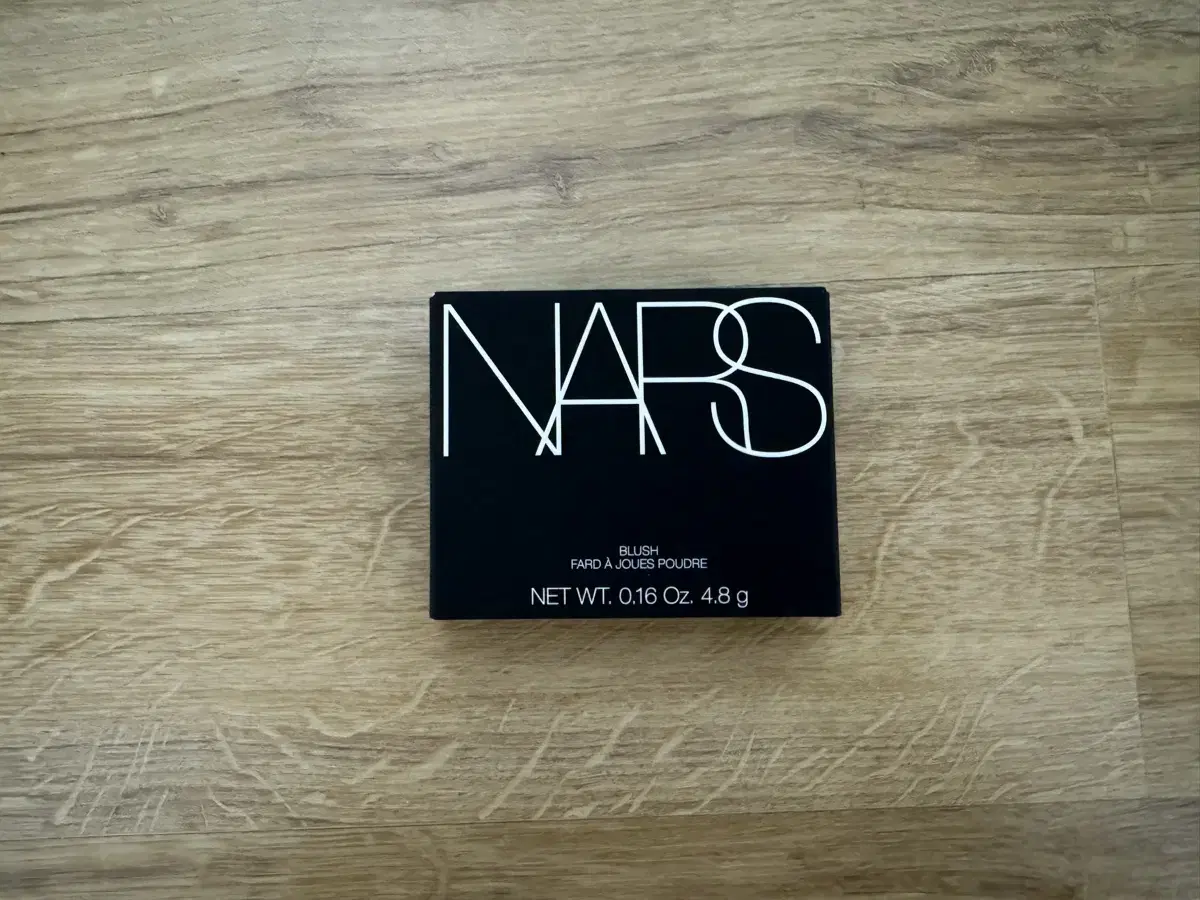 NARS
BLUSH
FARD À JOUES POUDRE
NET WT. 0.16 Oz. 4.8 g